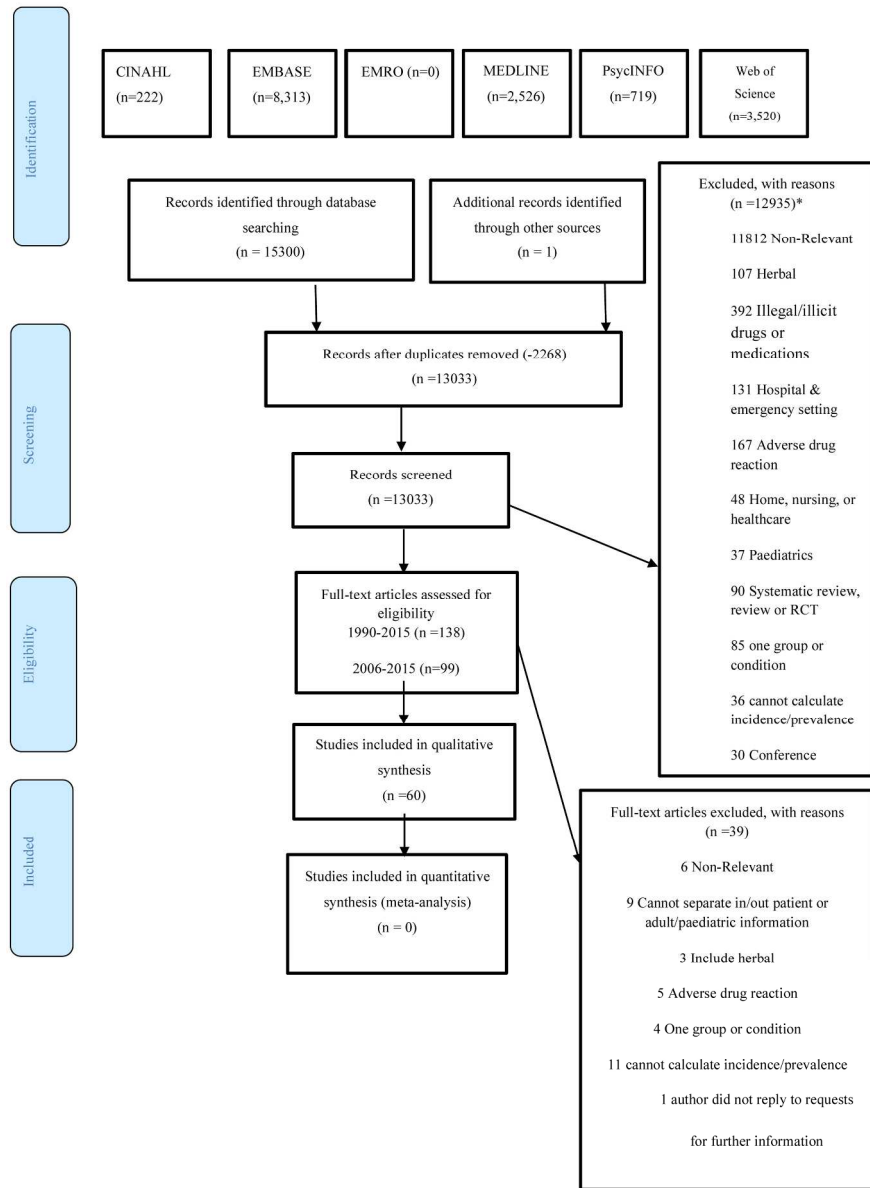 Identification
CINAHL
(n=222)
EMBASE
(n=8,313)
EMRO (n=0)
MEDLINE
(n=2,526)
PsycINFO
(n=719)
Web of
Science
(n=3,520)
Records identified through database
searching
(n = 15300)
Additional records identified
through other sources
(n = 1)
Excluded, with reasons
(n =12935)*
11812 Non-Relevant
107 Herbal
392 Illegal/illicit
drugs or
medications
131 Hospital &
emergency setting
167 Adverse drug
reaction
48 Home, nursing, or
healthcare
37 Paediatrics
90 Systematic review,
review or RCT
85 one group or
condition
36 cannot calculate
incidence/prevalence
30 Conference
Screening
Records after duplicates removed (-2268)
(n =13033)
Records screened
(n =13033)
Eligibility
Full-text articles assessed for
eligibility
1990-2015 (n =138)
2006-2015 (n=99)
Studies included in qualitative
synthesis
(n =60)
Included
Studies included in quantitative
synthesis (meta-analysis)
(n = 0)
Full-text articles excluded, with reasons
(n =39)
6 Non-Relevant
9 Cannot separate in/out patient or
adult/paediatric information
3 Include herbal
5 Adverse drug reaction
4 One group or condition
11 cannot calculate incidence/prevalence
1 author did not reply to requests
for further information